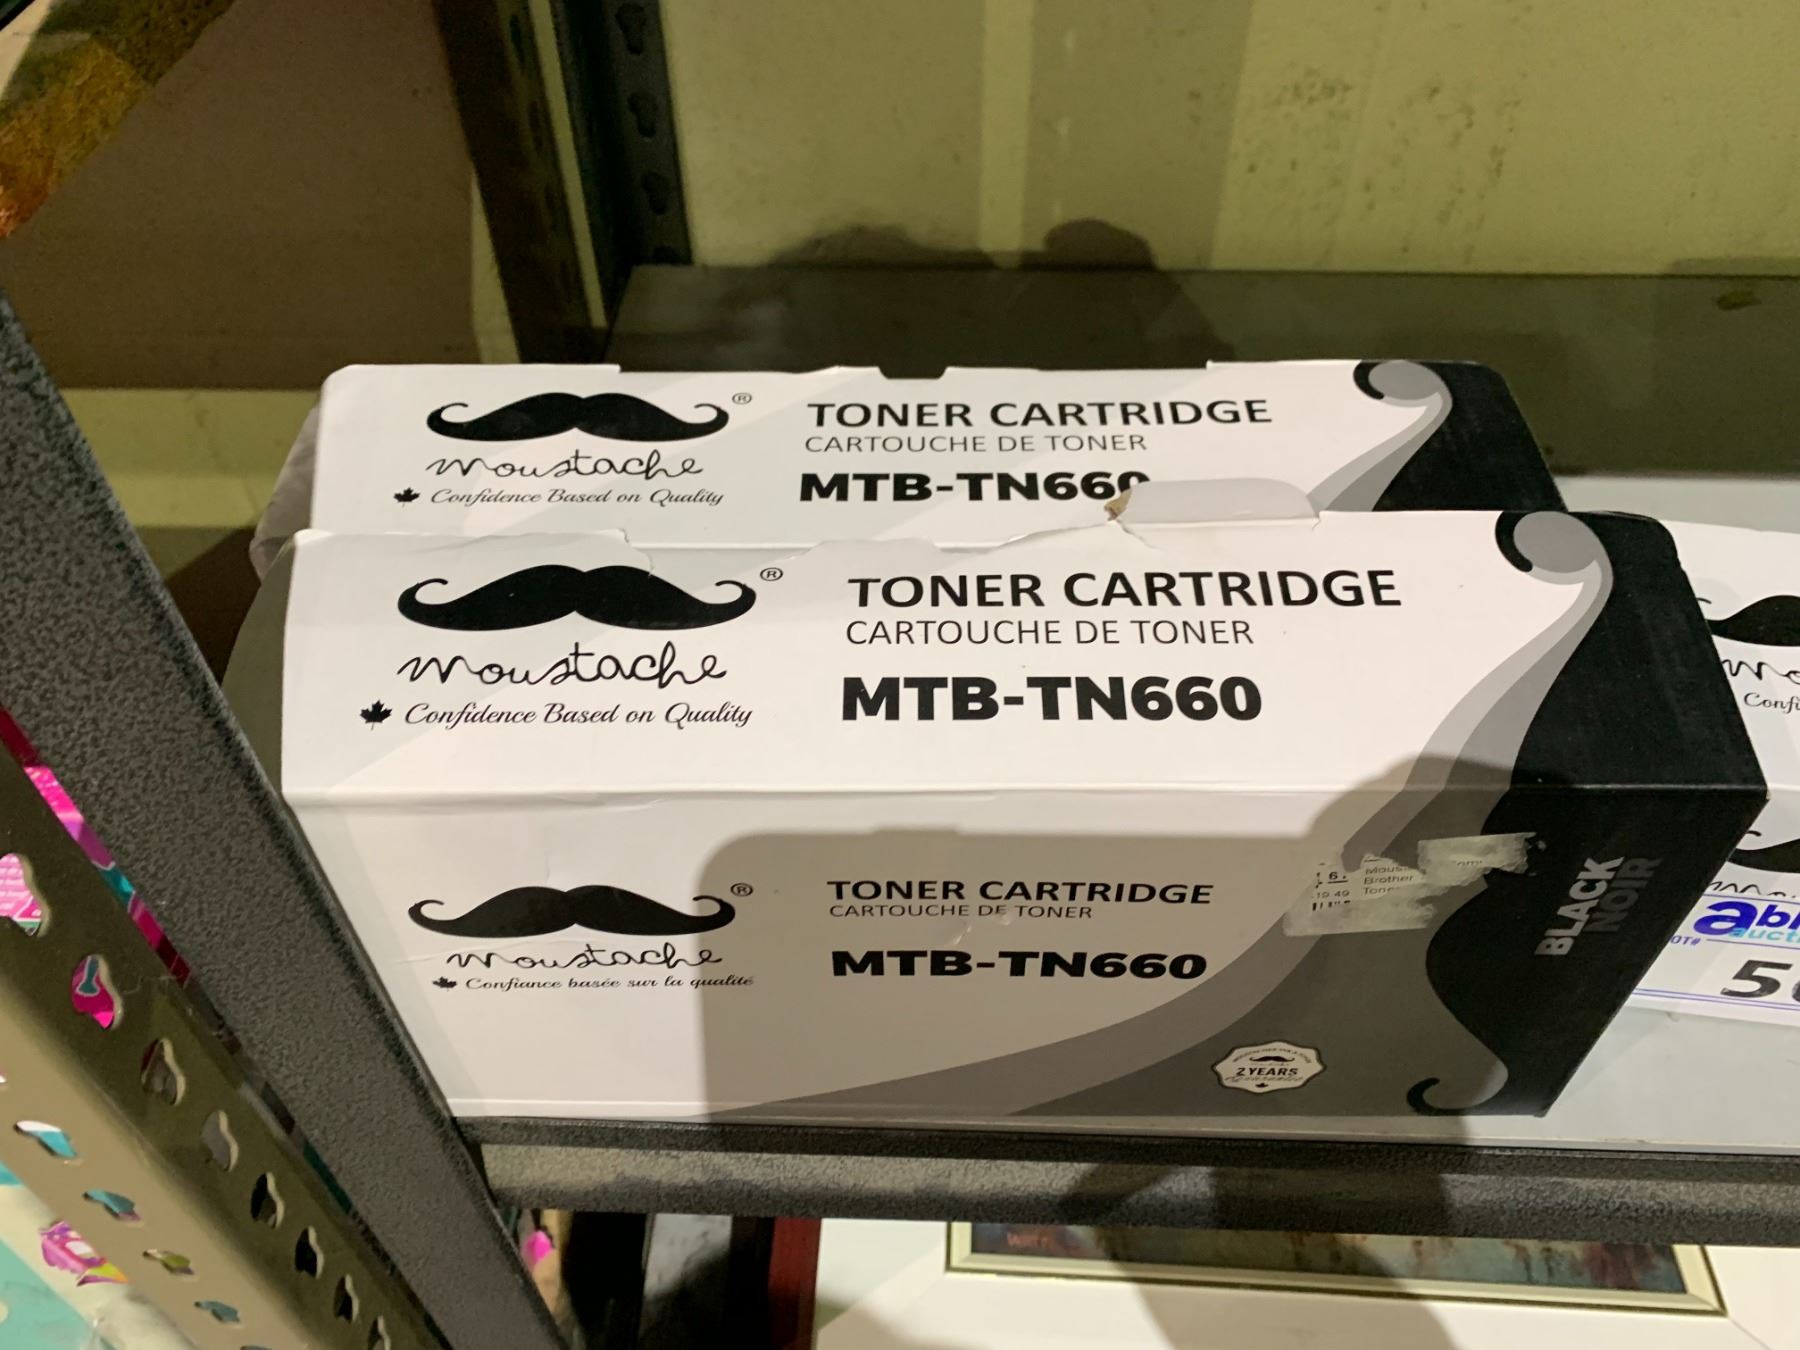 ®
moustache
Confidence Based on Quality
TONER CARTRIDGE
CARTOUCHE DE TONER
MTB-TN660
®
moustache
Confidence Based on Quality
TONER CARTRIDGE
CARTOUCHE DE TONER
MTB-TN660
®
moustache
Confiance basée sur la qualité
TONER CARTRIDGE
CARTOUCHE DE TONER
MTB-TN660
Brother
BLACK
NOIR
2 YEARS